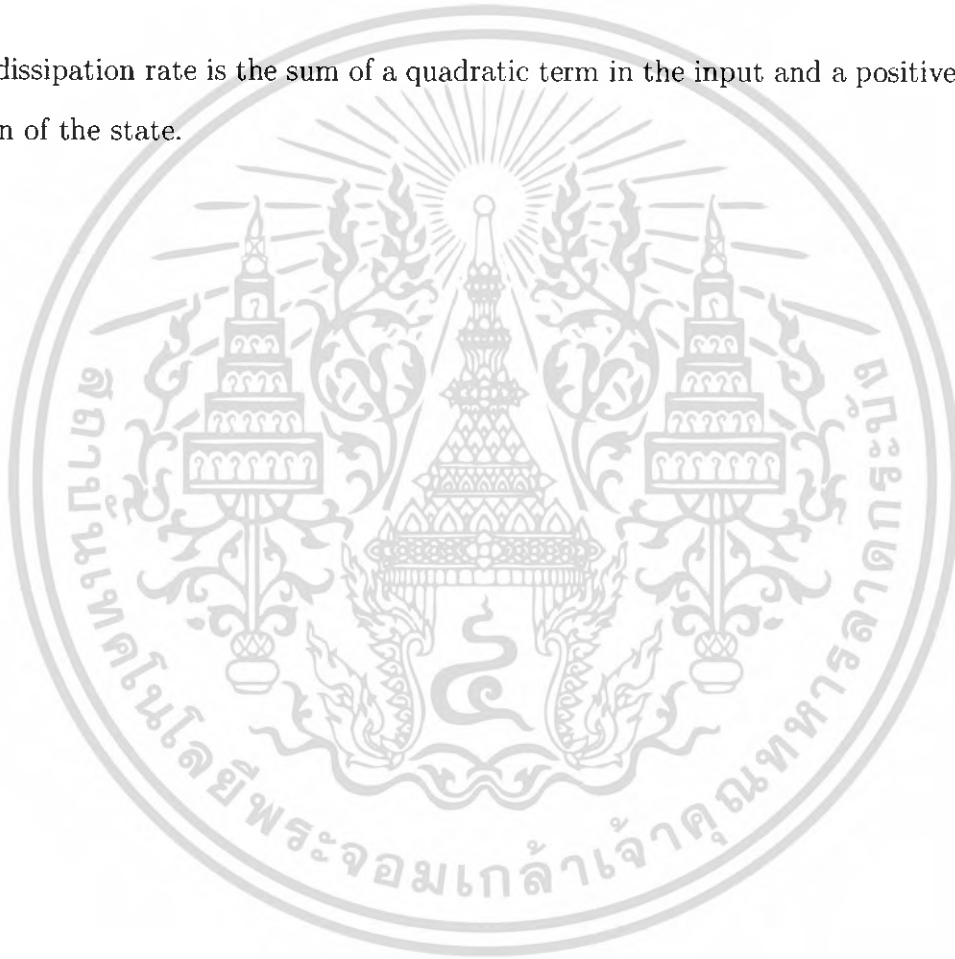 dissipation rate is the sum of a quadratic term in the input and a positive
n of the state.
สถาบันเทคโนโลยีพระจอมเกล้าเจ้าคุณทหารลาดกระบัง